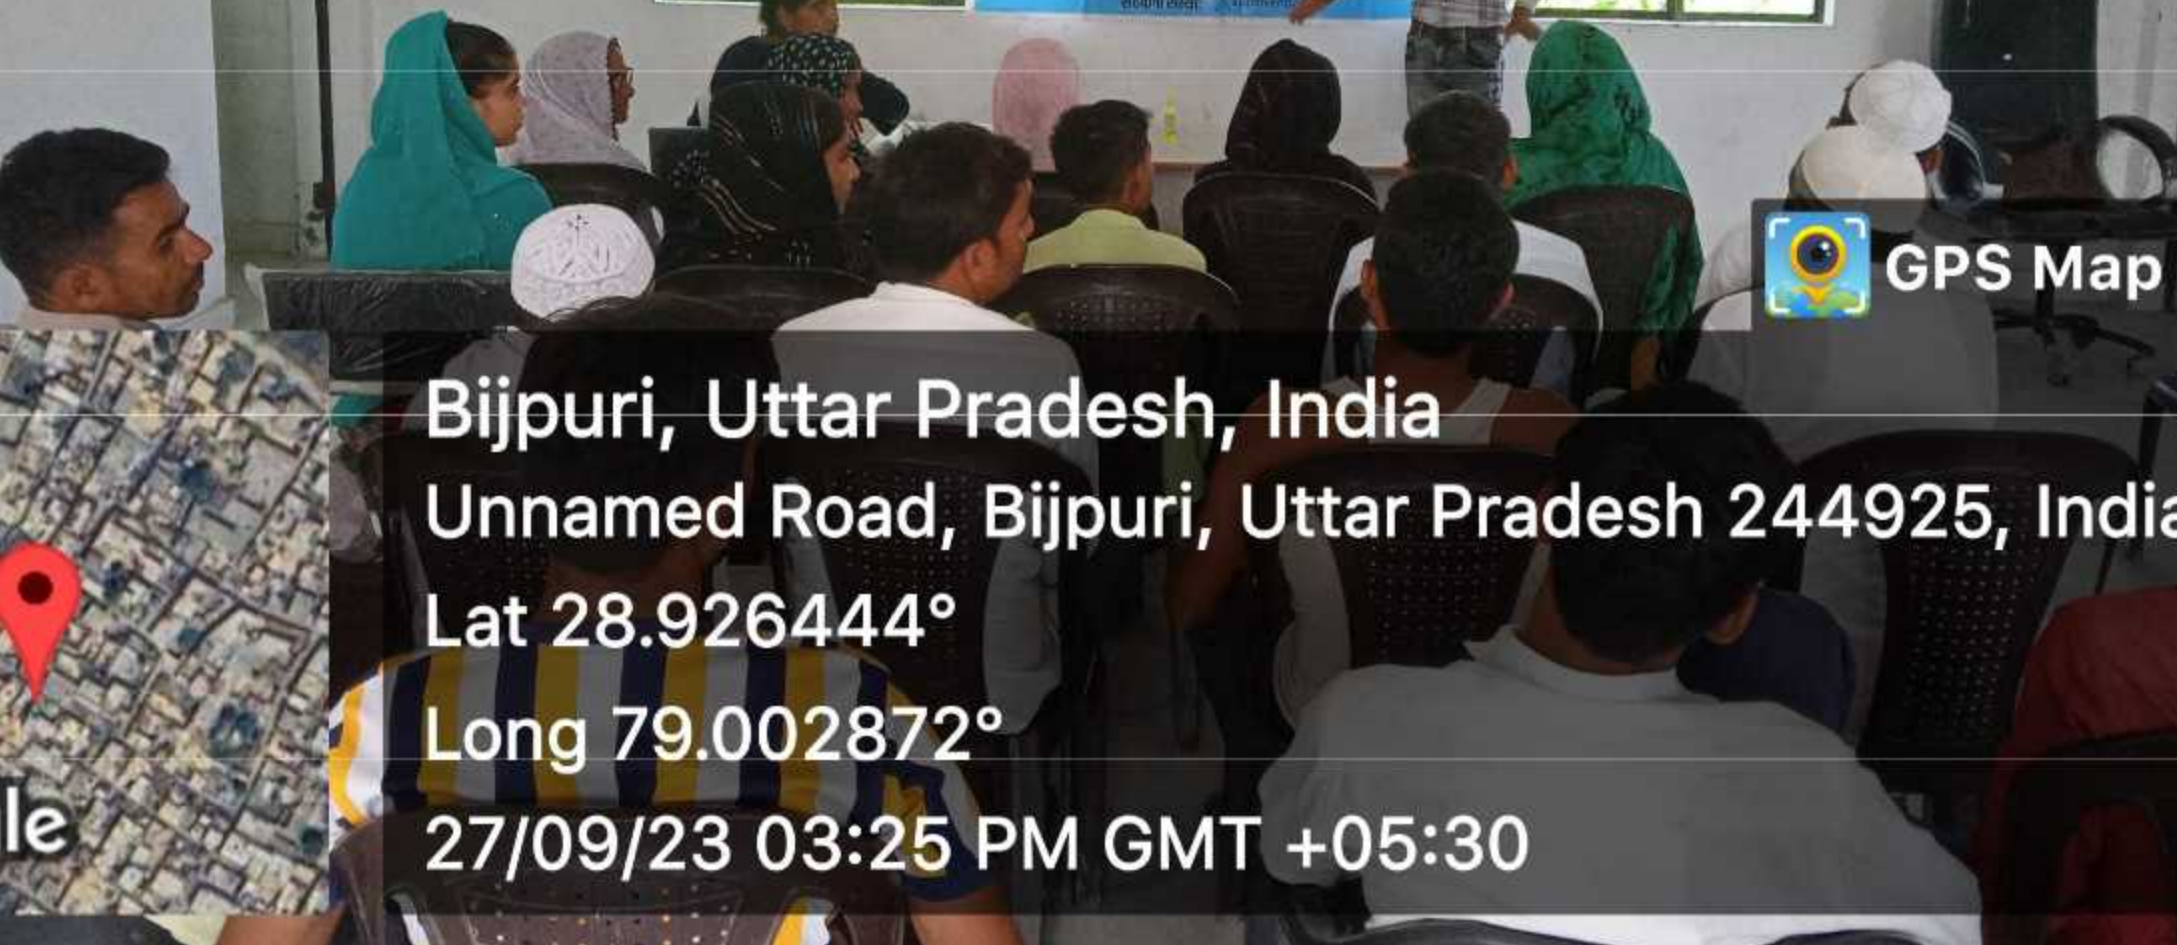 GPS Map
Bijpuri, Uttar Pradesh, India
Unnamed Road, Bijpuri, Uttar Pradesh 244925, India
Lat 28.926444°
Long 79.002872°
27/09/23 03:25 PM GMT +05:30
le